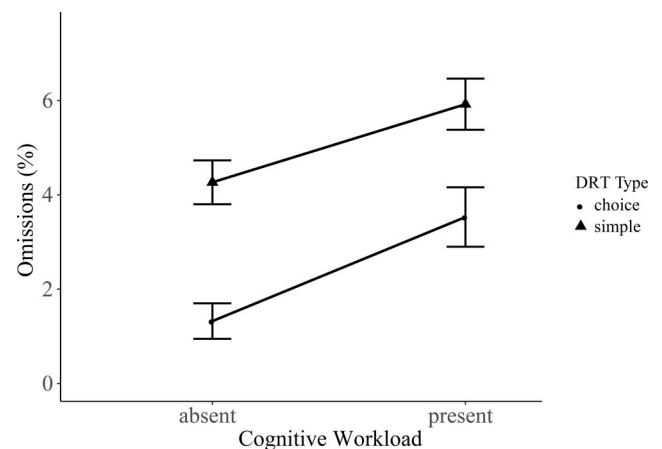 Omissions (%)
6
4
2
0
absent present
Cognitive Workload
DRT Type
choice
simple